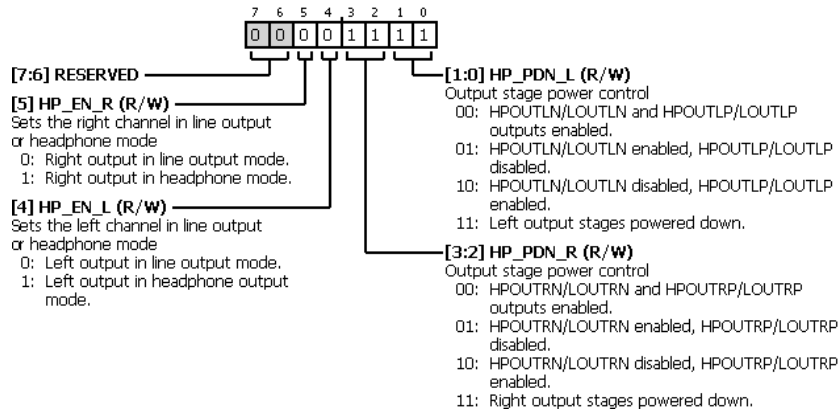 7 6 5 4 3 2 1 0
0 0 0 0 1 1 1 1
[7:6] RESERVED
[5] HP_EN_R (R/W)
Sets the right channel in line output
or headphone mode
0: Right output in line output mode.
1: Right output in headphone mode.
[4] HP_EN_L (R/W)
Sets the left channel in line output
or headphone mode
0: Left output in line output mode.
1: Left output in headphone output
mode.
[1:0] HP_PDN_L (R/W)
Output stage power control
00: HPOUTLN/LOUTLN and HPOUTLP/LOUTLP
outputs enabled.
01: HPOUTLN/LOUTLN enabled, HPOUTLP/LOUTLP
disabled.
10: HPOUTLN/LOUTLN disabled, HPOUTLP/LOUTLP
enabled.
11: Left output stages powered down.
[3:2] HP_PDN_R (R/W)
Output stage power control
00: HPOUTRN/LOUTRN and HPOUTRP/LOUTRP
outputs enabled.
01: HPOUTRN/LOUTRN enabled, HPOUTRP/LOUTRP
disabled.
10: HPOUTRN/LOUTRN disabled, HPOUTRP/LOUTRP
enabled.
11: Right output stages powered down.